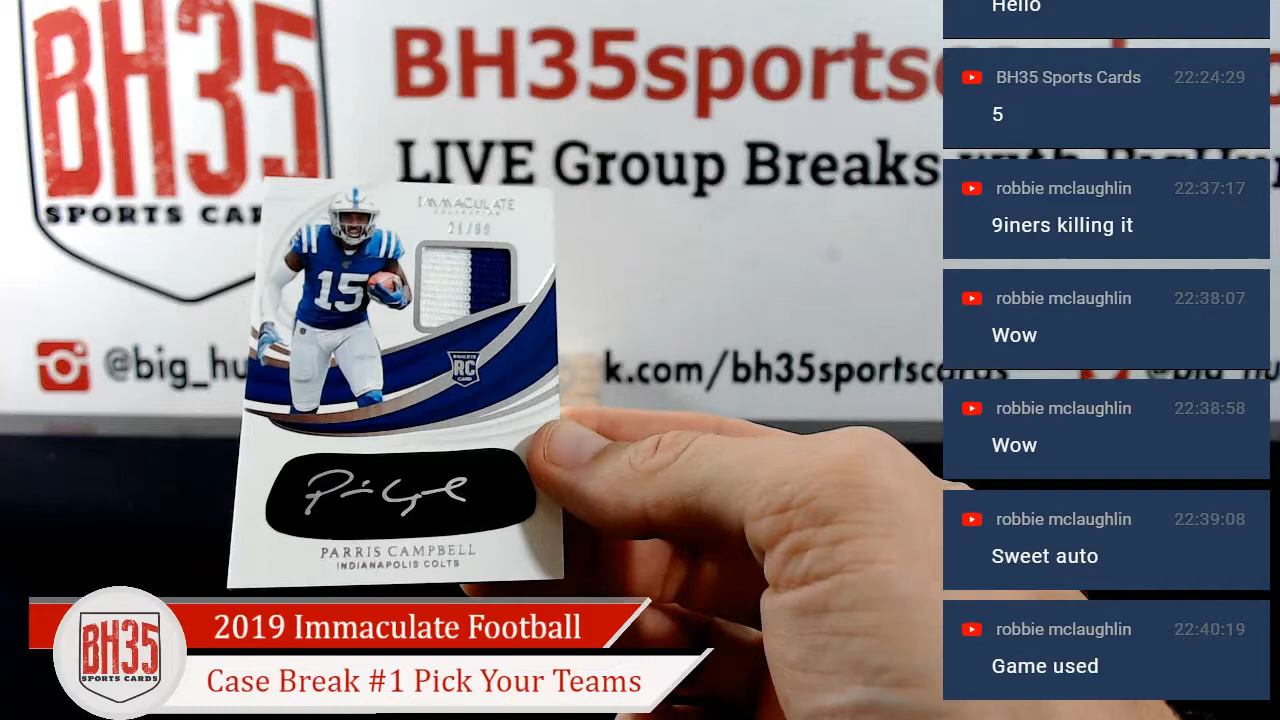 BH35
SPORTS CAR
BH35sportsc
LIVE Group Breaks
@big_hu
k.com/bh35sportscards
IMMACULATE
COLLECTION
15
RC
PARRIS CAMPBELL
INDIANAPOLIS COLTS
BH35
SPORTS CARDS
2019 Immaculate Football
Case Break #1 Pick Your Teams
Hello
BH35 Sports Cards 22:24:29
5
robbie mclaughlin 22:37:17
9iners killing it
robbie mclaughlin 22:38:07
Wow
robbie mclaughlin 22:38:58
Wow
robbie mclaughlin 22:39:08
Sweet auto
robbie mclaughlin 22:40:19
Game used